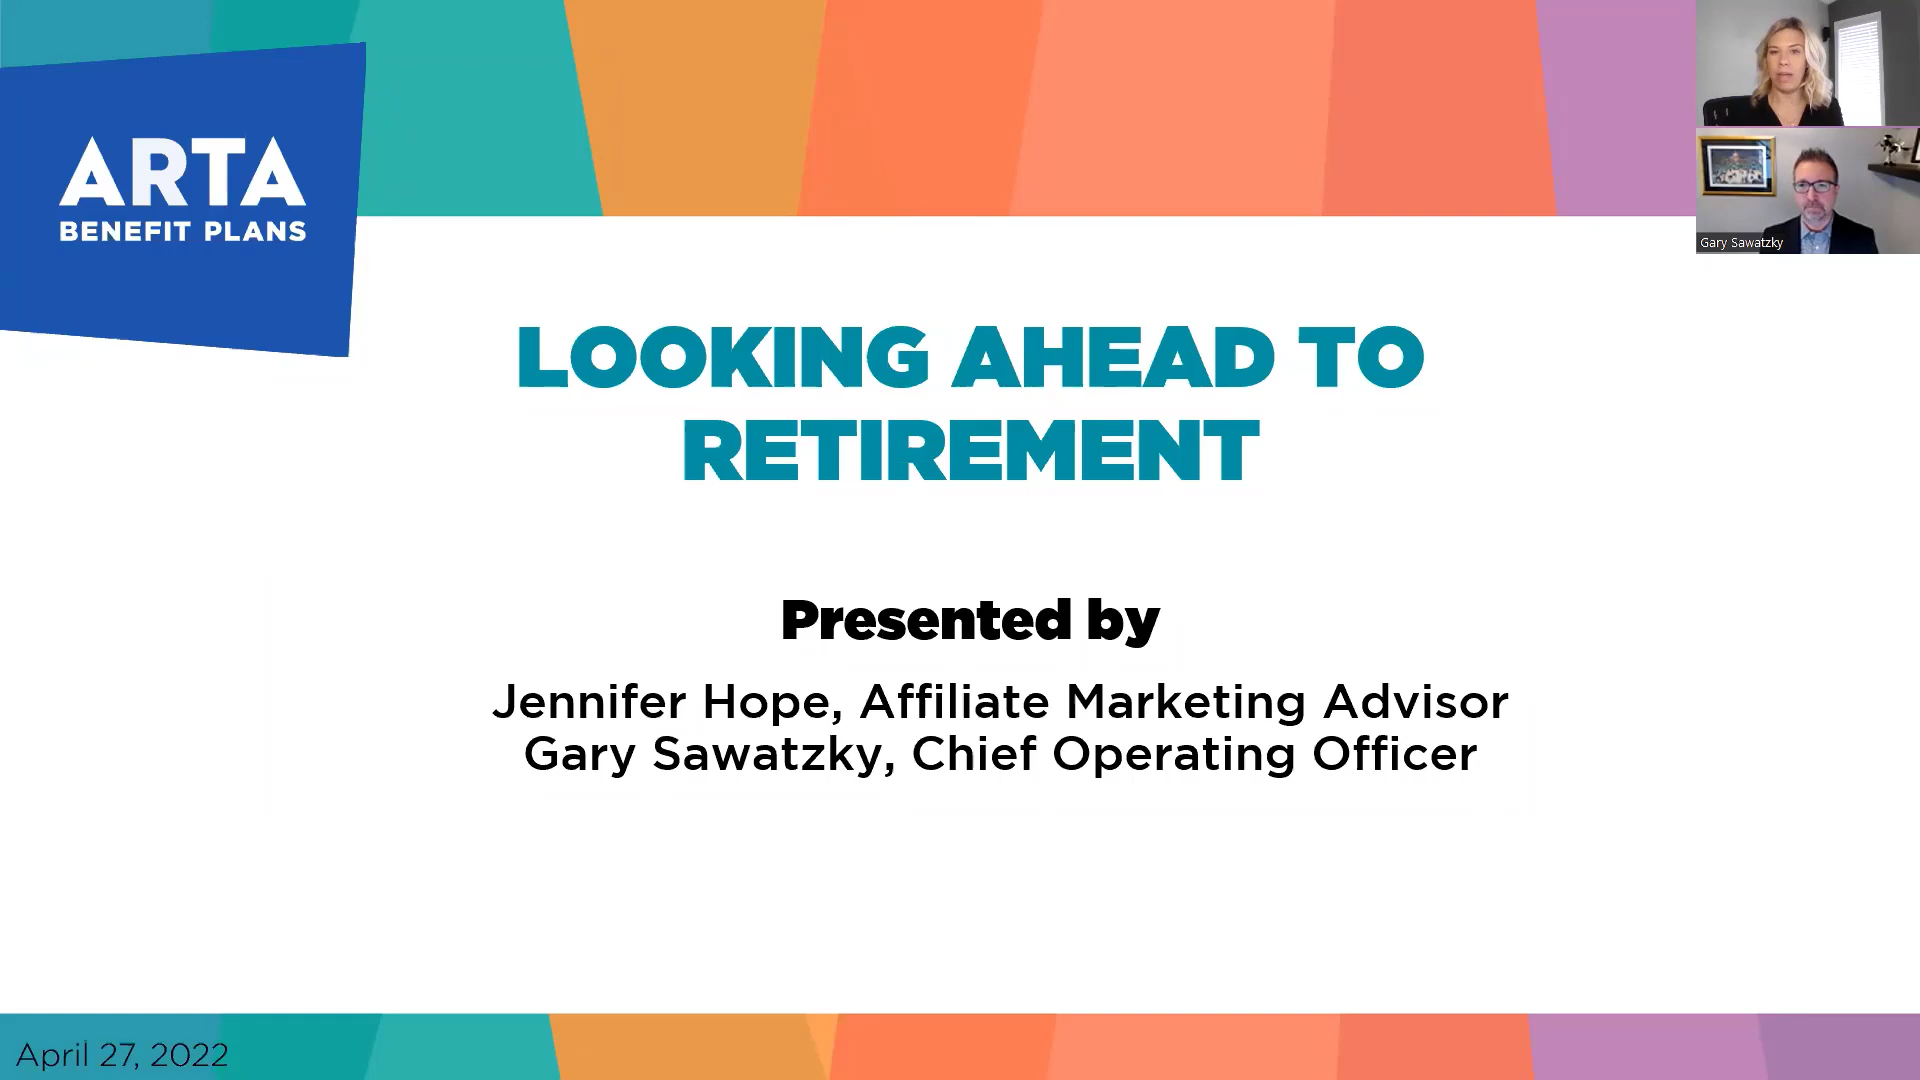 ARTA
BENEFIT PLANS
Gary Sawatzky
LOOKING AHEAD TO
RETIREMENT
Presented by
Jennifer Hope, Affiliate Marketing Advisor
Gary Sawatzky, Chief Operating Officer
April 27, 2022